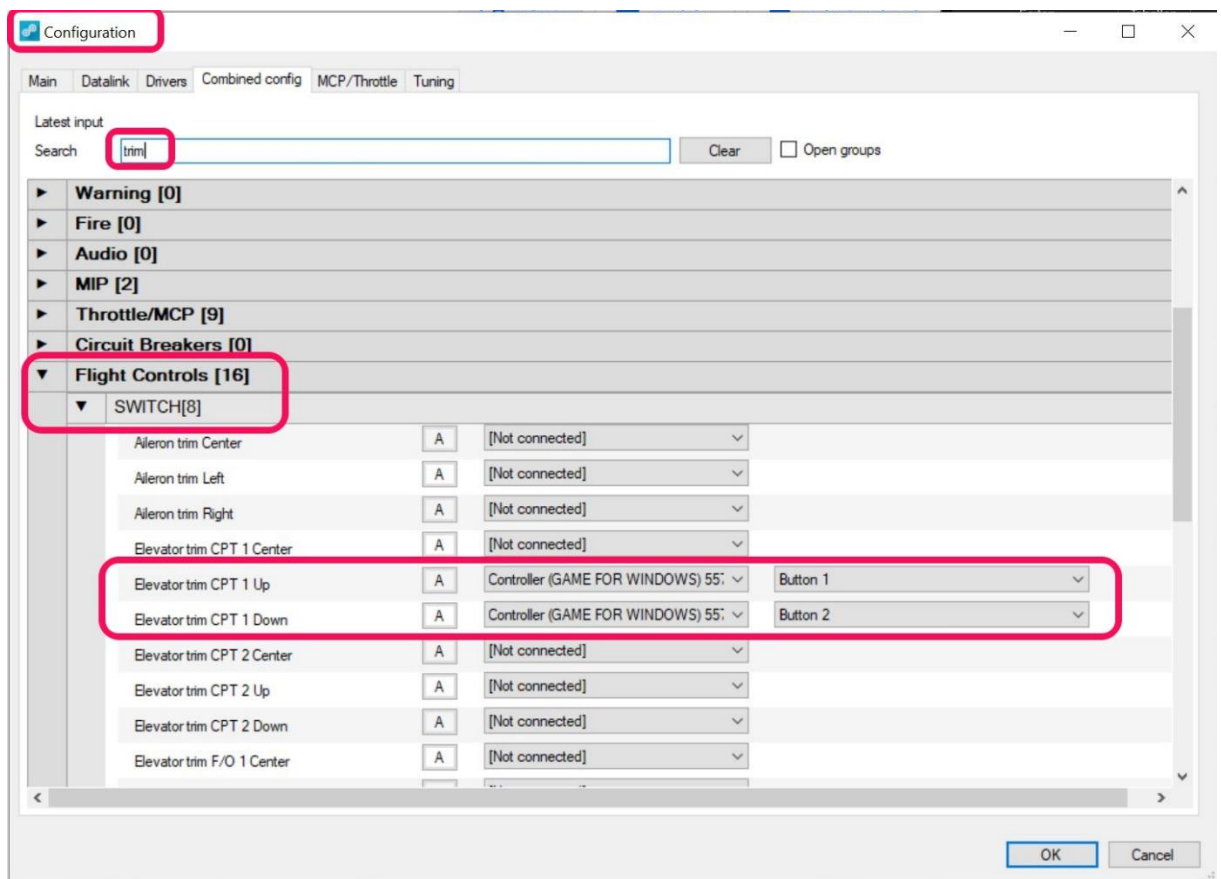 Configuration
Main Datalink Drivers Combined config MCP/Throttle Tuning
Latest input
Search trim Clear Open groups
Warning [0]
Fire [0]
Audio [0]
MIP [2]
Throttle/MCP [9]
Circuit Breakers [0]
Flight Controls [16]
SWITCH[8]
Aileron trim Center A [Not connected]
Aileron trim Left A [Not connected]
Aileron trim Right A [Not connected]
Elevator trim CPT 1 Center A [Not connected]
Elevator trim CPT 1 Up A Controller (GAME FOR WINDOWS) 557 Button 1
Elevator trim CPT 1 Down A Controller (GAME FOR WINDOWS) 557 Button 2
Elevator trim CPT 2 Center A [Not connected]
Elevator trim CPT 2 Up A [Not connected]
Elevator trim CPT 2 Down A [Not connected]
Elevator trim F/O 1 Center A [Not connected]
OK Cancel